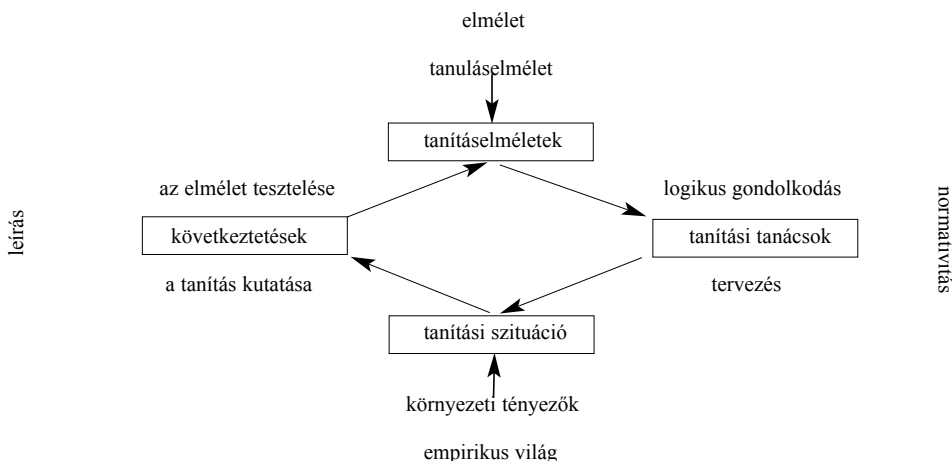 elmélet
tanuláselmélet
tanításelméletek
az elmélet tesztelése
logikus gondolkodás
leírás
következtetések
tanítási tanácsok
normativitás
a tanítás kutatása
tervezés
tanítási szituáció
környezeti tényezők
empirikus világ